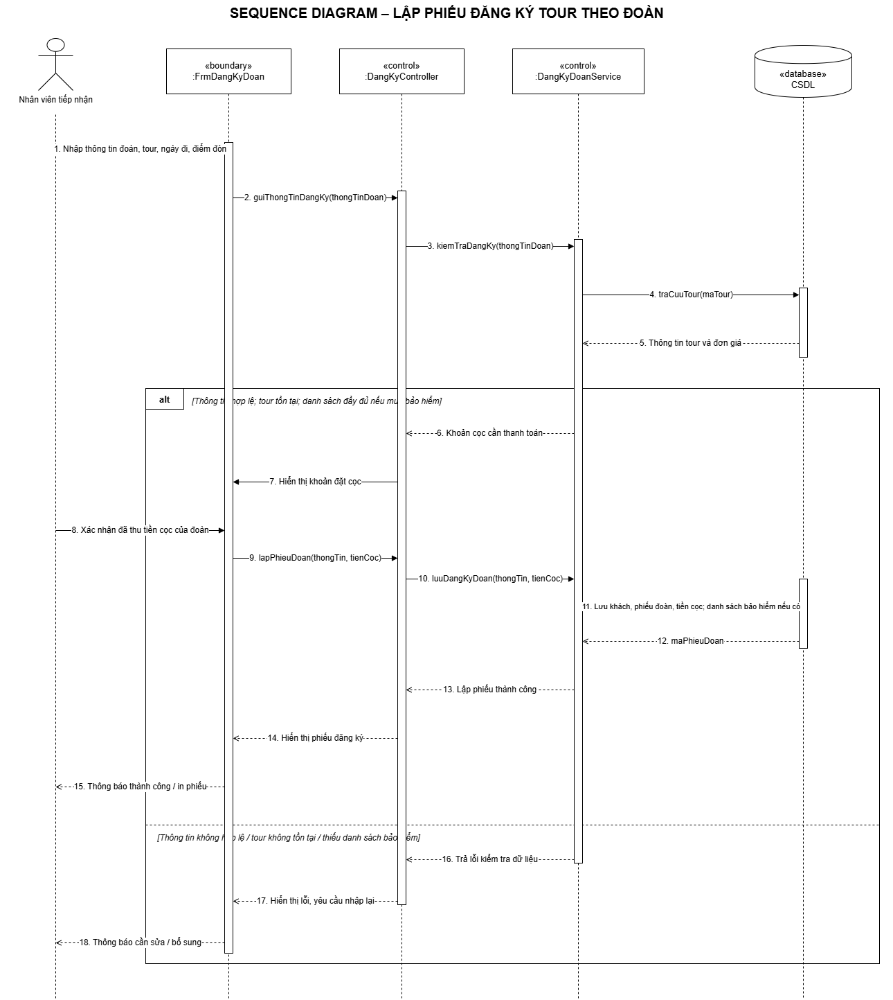 SEQUENCE DIAGRAM – LẬP PHIẾU ĐĂNG KÝ TOUR THEO ĐOÀN
Nhân viên tiếp nhận
«boundary»
:FrmDangKyDoan
«control»
:DangKyController
«control»
:DangKyDoanService
«database»
CSDL
1. Nhập thông tin đoàn, tour, ngày đi, điểm đón
2. guiThongTinDangKy(thongTinDoan)
3. kiemTraDangKy(thongTinDoan)
4. traCuuTour(maTour)
5. Thông tin tour và đơn giá
alt
[Thông ti hợp lệ; tour tồn tại; danh sách đầy đủ nếu mu bảo hiểm]
6. Khoản cọc cần thanh toán
7. Hiển thị khoản đặt cọc
8. Xác nhận đã thu tiền cọc của đoàn
9. lapPhieuDoan(thongTin, tienCoc)
10. luuDangKyDoan(thongTin, tienCoc)
11. Lưu khách, phiếu đoàn, tiền cọc; danh sách bảo hiểm nếu có
12. maPhieuDoan
13. Lập phiếu thành công
14. Hiển thị phiếu đăng ký
15. Thông báo thành công / in phiếu
[Thông tin không h p lệ / tour không tồn tại / thiếu danh sách bảo ểm]
16. Trả lỗi kiểm tra dữ liệu
17. Hiển thị lỗi, yêu cầu nhập lại
18. Thông báo cần sửa / bổ sung